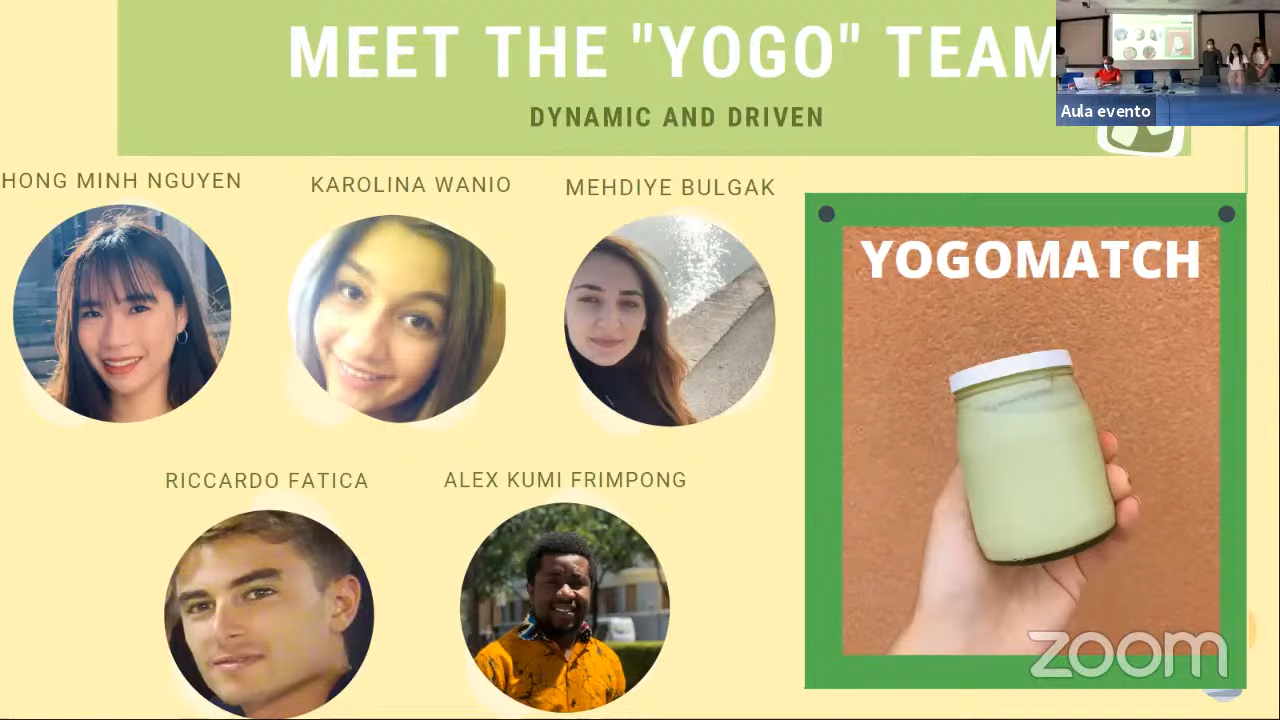 MEET THE "YOGO" TEAM
DYNAMIC AND DRIVEN
Aula evento
HONG MINH NGUYEN
KAROLINA WANIO
MEHDIYE BULGAK
YOGOMATCH
RICCARDO FATICA
ALEX KUMI FRIMPONG
zoom